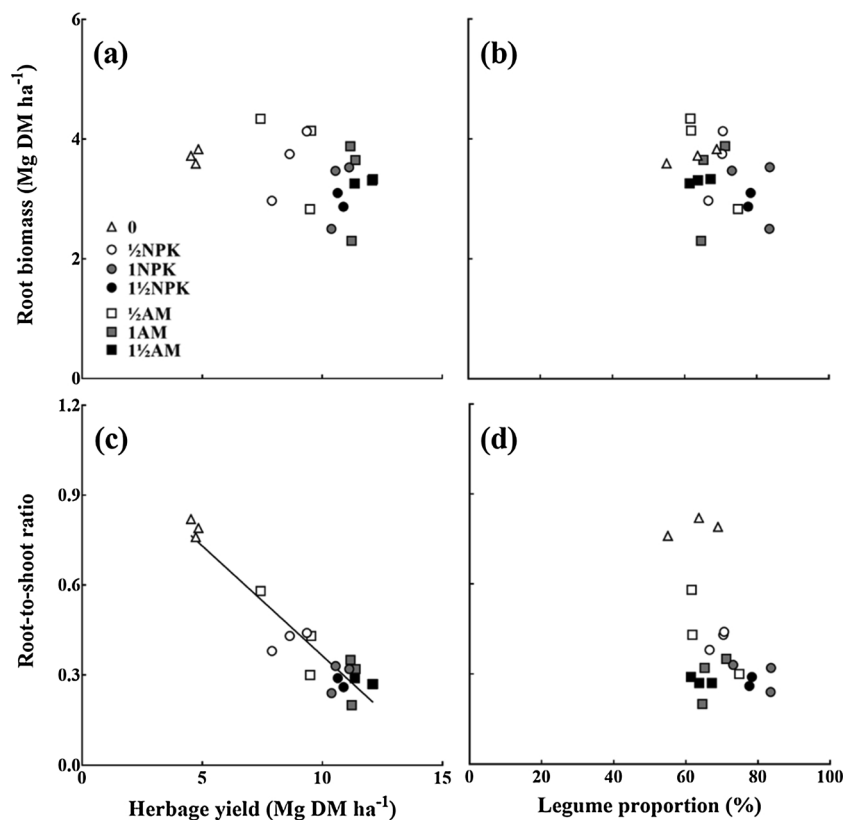 (a)
(b)
Root biomass (Mg DM ha⁻¹)
6
4
2
0
0
½NPK
1NPK
1½NPK
½AM
1AM
1½AM
(c)
(d)
Root-to-shoot ratio
1.2
0.9
0.6
0.3
0.0
0 5 10 15
0 20 40 60 80 100
Herbage yield (Mg DM ha⁻¹)
Legume proportion (%)